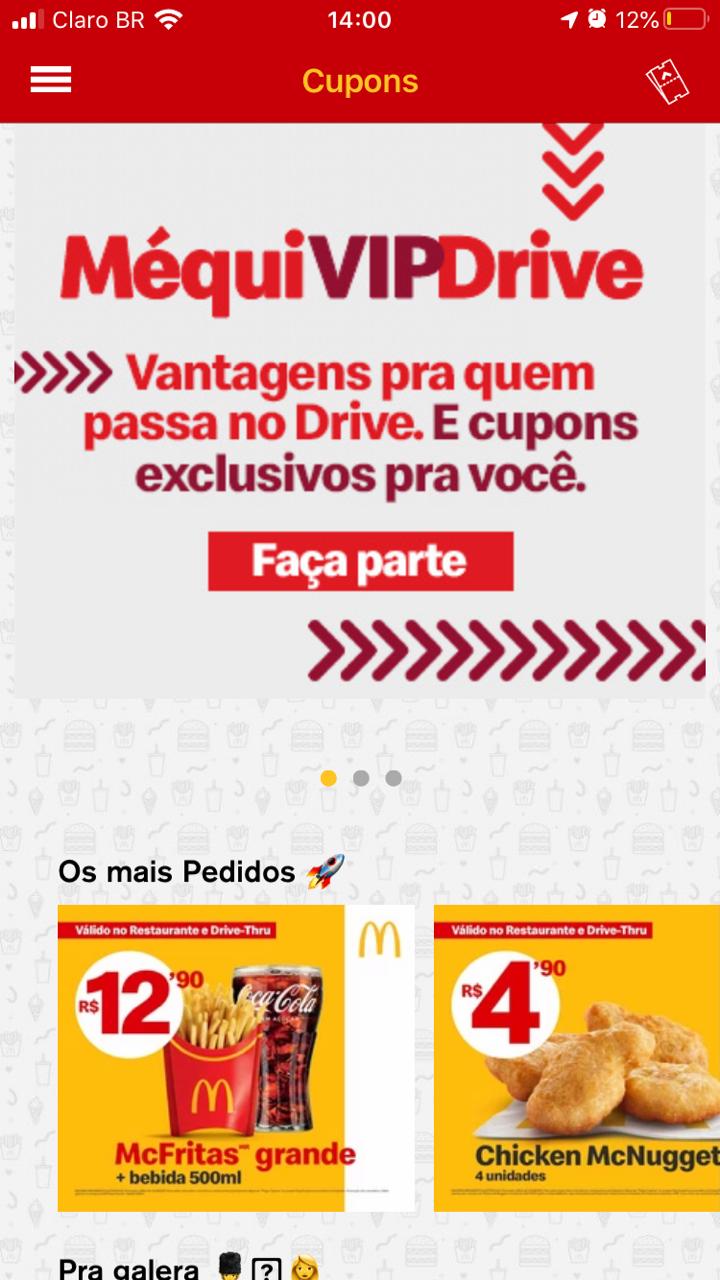 Claro BR
14:00
12%
Cupons
MéquiVIPDrive
Vantagens pra quem
passa no Drive. E cupons
exclusivos pra você.
Faça parte
Os mais Pedidos 🚀
Válido no Restaurante e Drive-Thru
R$12,90
Coca-Cola
McFritas grande
+ bebida 500ml
Válido no Restaurante e Drive-Thru
R$4,90
Chicken McNugget
4 unidades
Pra galera